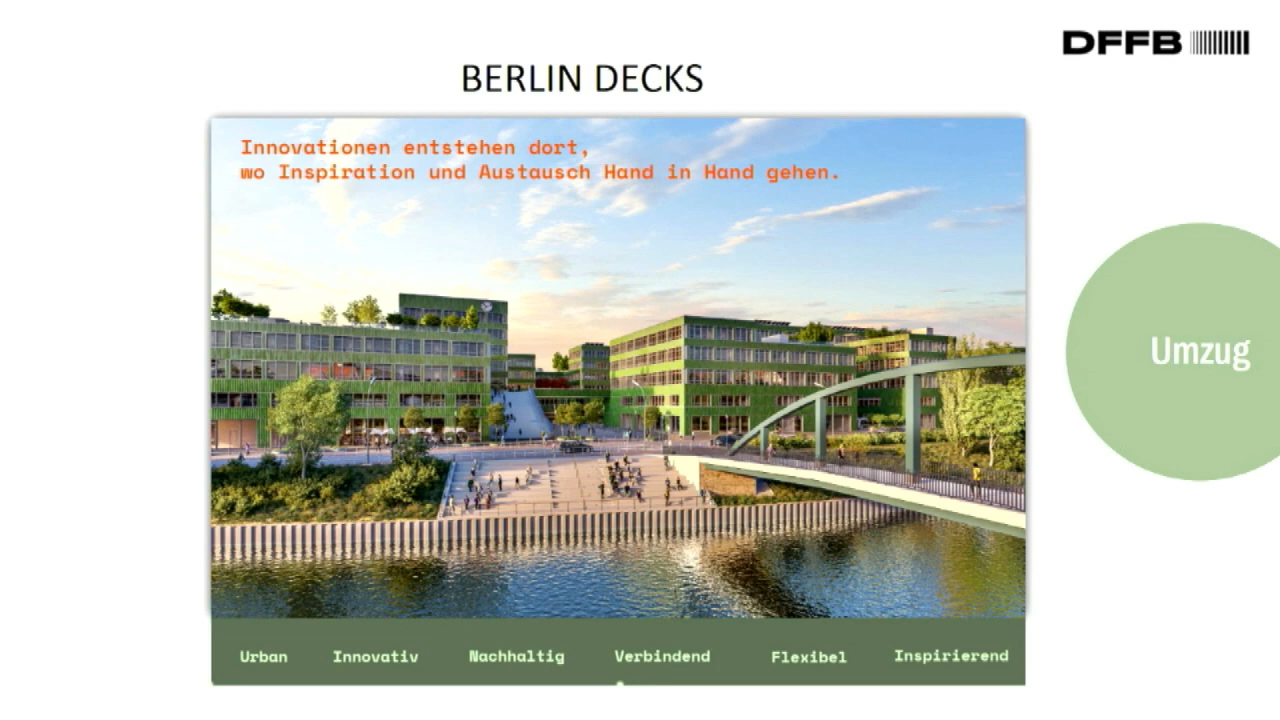 DFFB
BERLIN DECKS
Innovationen entstehen dort,
wo Inspiration und Austausch Hand in Hand gehen.
Umzug
Urban Innovativ Nachhaltig Verbindend Flexibel Inspirierend